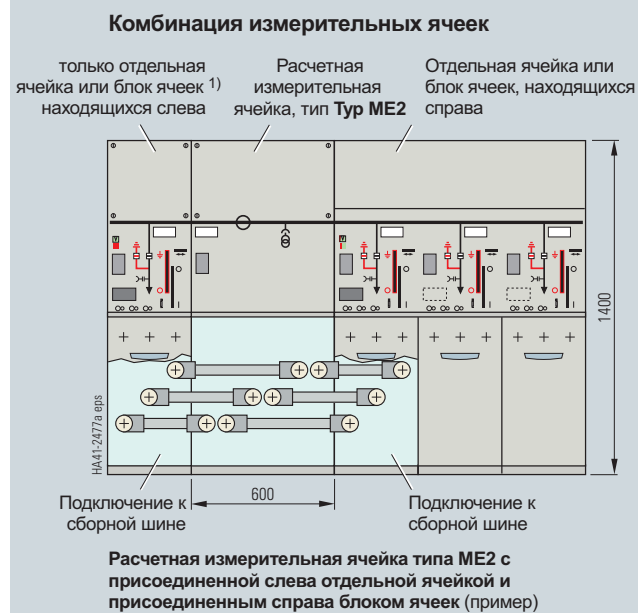 Комбинация измерительных ячеек
только отдельная
ячейка или блок ячеек 1)
находящихся слева
Расчетная
измерительная
ячейка, тип Typ ME2
Отдельная ячейка или
блок ячеек, находящихся
справа
1400
HA41-2477a eps
600
Подключение к
сборной шине
Подключение к
сборной шине
Расчетная измерительная ячейка типа ME2 с
присоединенной слева отдельной ячейкой и
присоединенным справа блоком ячеек (пример)